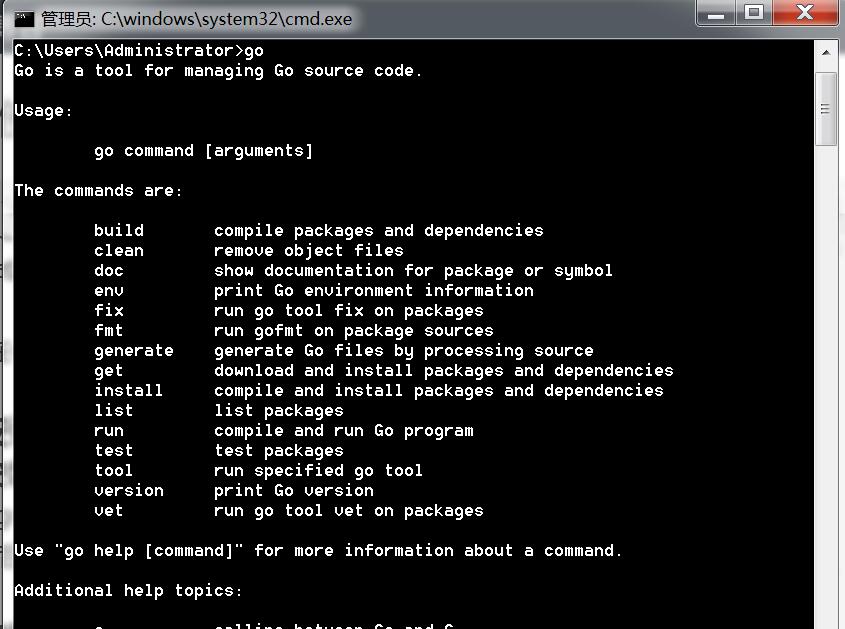 管理员: C:\windows\system32\cmd.exe
C:\Users\Administrator>go
Go is a tool for managing Go source code.
Usage:
go command [arguments]
The commands are:
build compile packages and dependencies
clean remove object files
doc show documentation for package or symbol
env print Go environment information
fix run go tool fix on packages
fmt run gofmt on package sources
generate generate Go files by processing source
get download and install packages and dependencies
install compile and install packages and dependencies
list list packages
run compile and run Go program
test test packages
tool run specified go tool
version print Go version
vet run go tool vet on packages
Use "go help [command]" for more information about a command.
Additional help topics:
c calling between Go and C